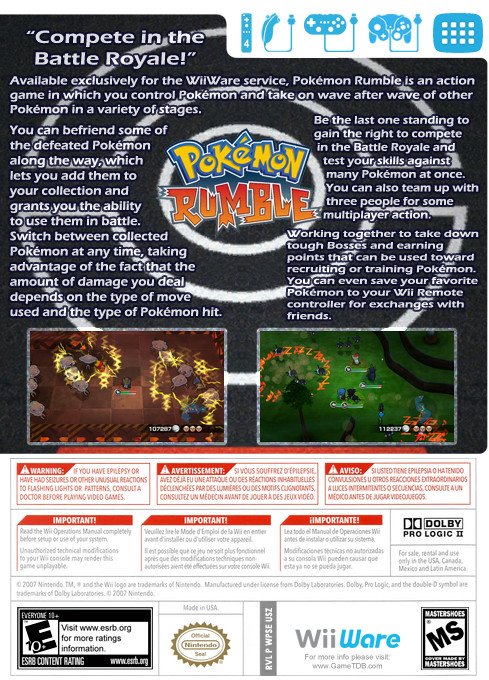 4
“Compete in the
Battle Royale!”
Available exclusively for the WiiWare service, Pokémon Rumble is an action
game in which you control Pokémon and take on wave after wave of other
Pokémon in a variety of stages.
You can befriend some of
the defeated Pokémon
along the way, which
lets you add them to
your collection and
grants you the ability
to use them in battle.
Switch between collected
Pokémon at any time, taking
advantage of the fact that the
amount of damage you deal
depends on the type of move
used and the type of Pokémon hit.
POKÉMON
RUMBLE
Be the last one standing to
gain the right to compete
in the Battle Royale and
test your skills against
many Pokémon at once.
You can also team up with
three people for some
multiplayer action.
Working together to take down
tough Bosses and earning
points that can be used toward
recruiting or training Pokémon.
You can even save your favorite
Pokémon to your Wii Remote
controller for exchanges with
friends.
107287
112237
WARNING: IF YOU HAVE EPILEPSY OR
HAVE HAD SEIZURES OR OTHER UNUSUAL REACTIONS
TO FLASHING LIGHTS OR PATTERNS, CONSULT A
DOCTOR BEFORE PLAYING VIDEO GAMES.
AVERTISSEMENT: SI VOUS SOUFFREZ D'ÉPILEPSIE,
AVEZ DÉJÀ EU UNE ATTAQUE OU DES RÉACTIONS INHABITUELLES
DÉCLENCHÉES PAR DES LUMIÈRES OU DES MOTIFS CLIGNOTANTS,
CONSULTEZ UN MÉDECIN AVANT DE JOUER À DES JEUX VIDÉO.
AVISO: SI USTED TIENE EPILEPSIA O HA TENIDO
CONVULSIONES U OTROS REACCIONES EXTRAORDINARIOS
A LUCES INTERMITENTES O SECUENCIAS, CONSULTE A UN
MÉDICO ANTES DE JUGAR VIDEOJUEGOS.
IMPORTANT!
Read the Wii Operations Manual completely
before setup or use of your system.
Unauthorized technical modifications
to your Wii console may render this
game unplayable.
IMPORTANT!
Veuillez lire le Mode d'Emploi de la Wii en entier
avant d'installer ou d'utiliser votre appareil.
Il est possible que ce jeu ne soit plus fonctionnel
après que des modifications techniques non-
autorisées aient été effectuées sur votre console Wii.
¡IMPORTANT!
Lea todo el Manual de Operaciones Wii
antes de instalar o utilizar su sistema.
Modificaciones técnicas no autorizadas
a su consola Wii pueden causar que
esta ya no se pueda jugar.
DOLBY
PRO LOGIC II
For sale, rental and use
only in the USA, Canada,
Mexico and Latin America.
© 2007 Nintendo. TM, ® and the Wii logo are trademarks of Nintendo. Manufactured under license from Dolby Laboratories. Dolby, Pro Logic, and the double D symbol are
trademarks of Dolby Laboratories. © 2007 Nintendo.
EVERYONE 10+
E 10+
Visit www.esrb.org
for more ratings
information.
ESRB CONTENT RATING www.esrb.org
Made in USA.
Official
Nintendo
Seal
RVL P WPSE USZ
WiiWare
For more info please visit:
www.GameTDB.com
MASTERSHOES
MS
MASTERSHOES